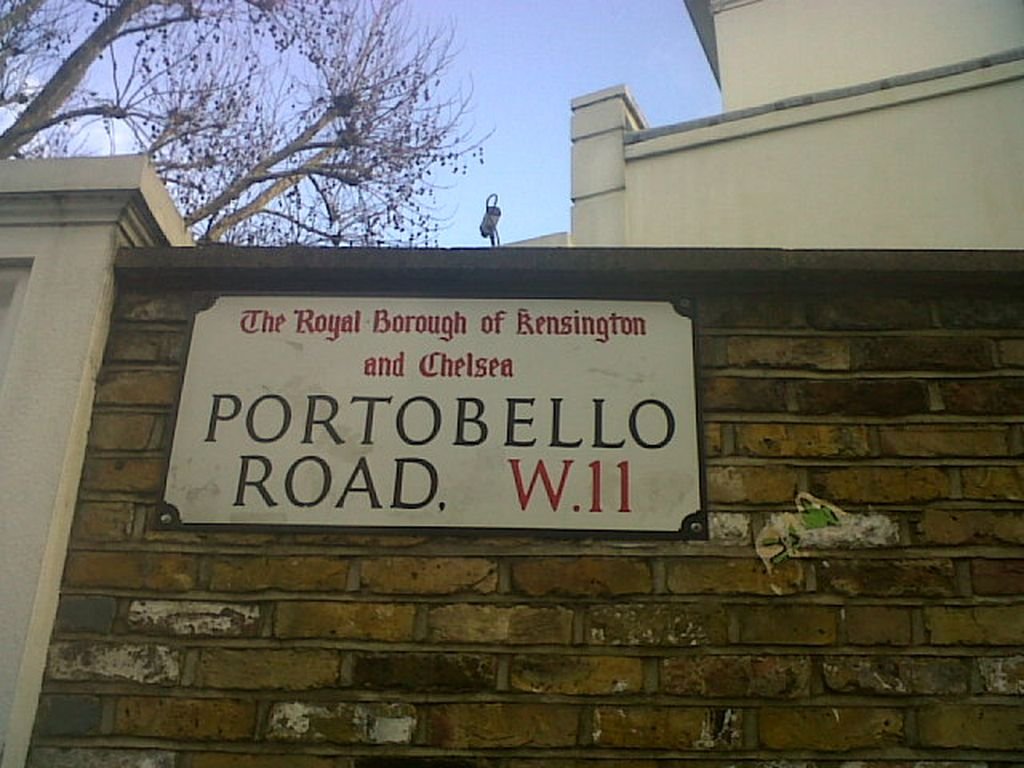 The Royal Borough of Kensington
and Chelsea
PORTOBELLO
ROAD, W.11